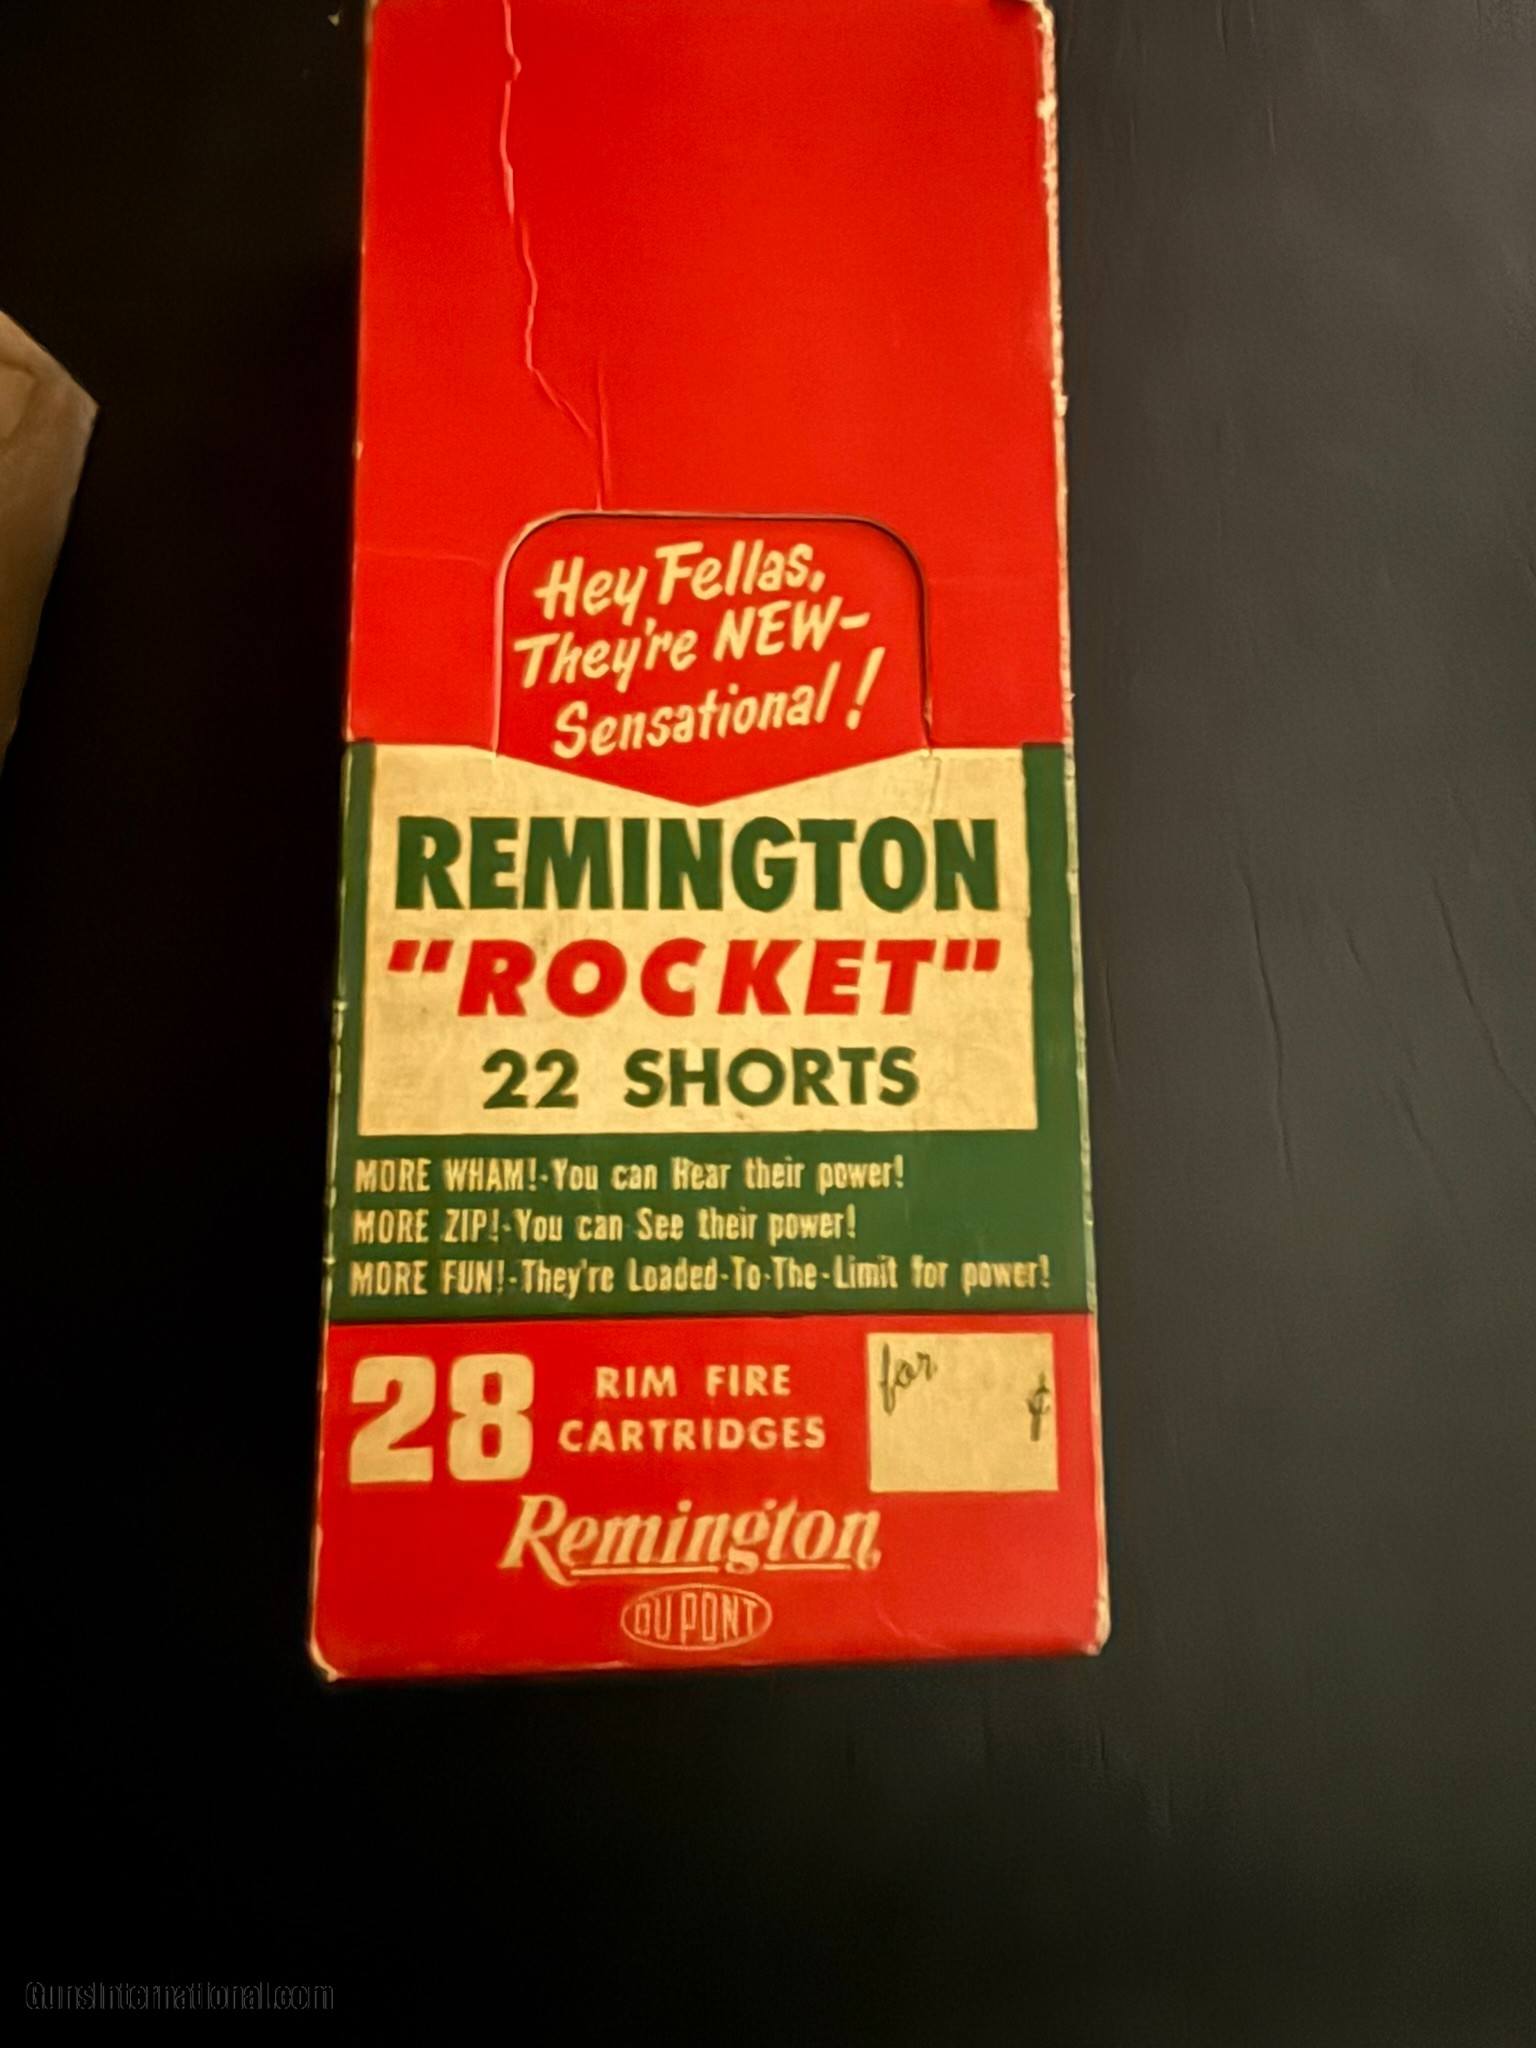 Hey Fellas,
They're NEW-
Sensational!
REMINGTON
"ROCKET"
22 SHORTS
MORE WHAM!-You can Hear their power!
MORE ZIP!-You can See their power!
MORE FUN!-They're Loaded-To-The-Limit for power!
28 RIM FIRE CARTRIDGES
for ¢
Remington
DU PONT
GunsInternational.com